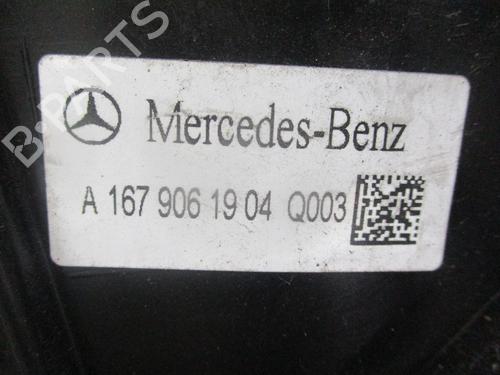 Mercedes-Benz
A 167 906 19 04 Q003
B-PARTS